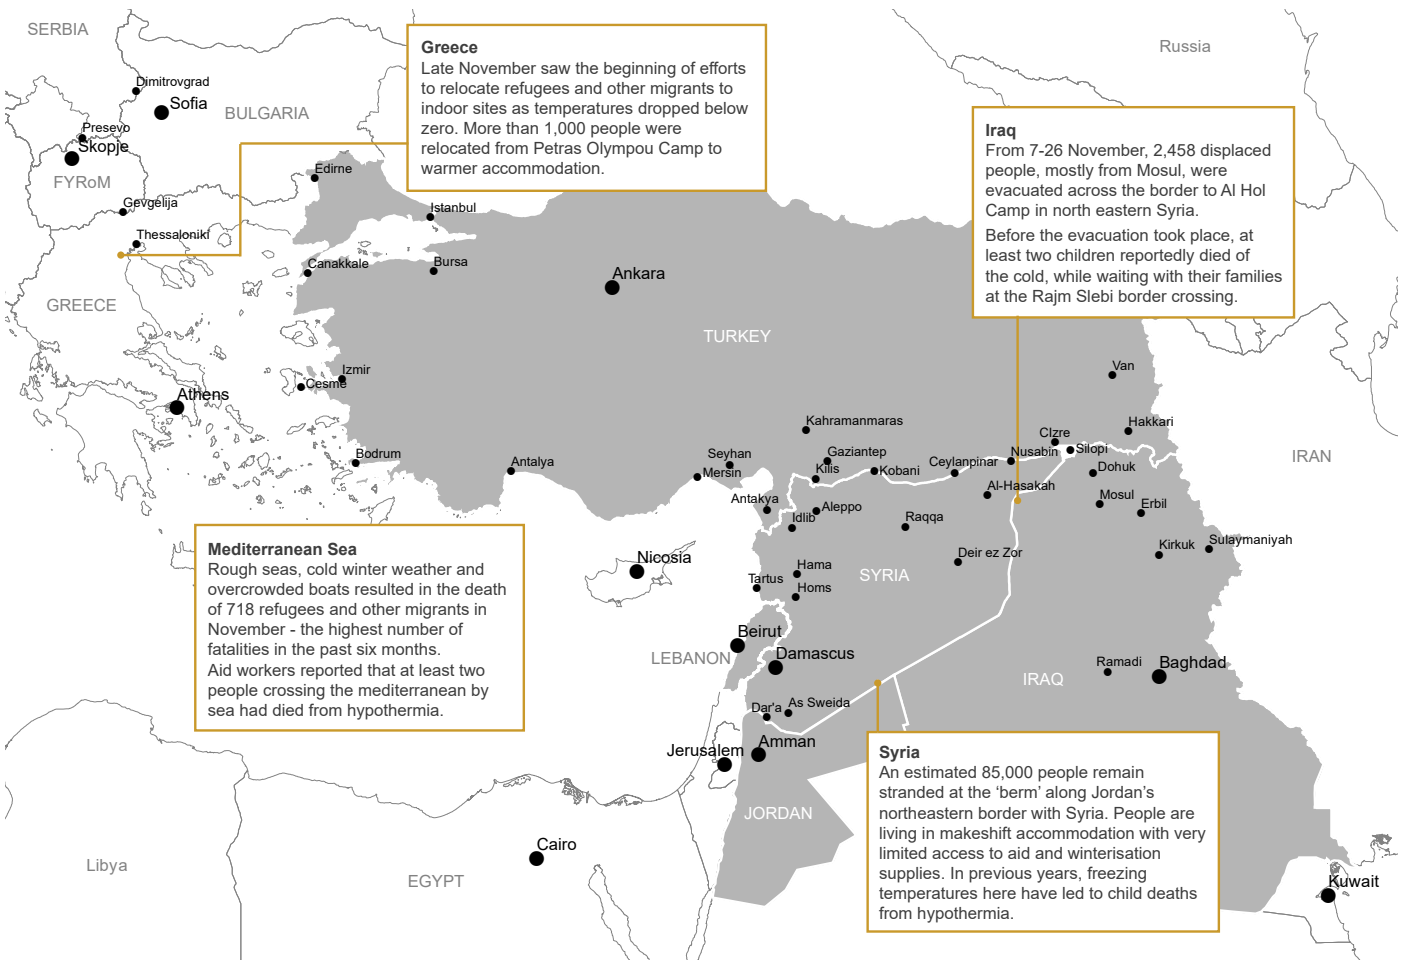 SERBIA
Russia
Greece
Late November saw the beginning of efforts
to relocate refugees and other migrants to
indoor sites as temperatures dropped below
zero. More than 1,000 people were
relocated from Petras Olympou Camp to
warmer accommodation.
Dimitrovgrad
Sofia
BULGARIA
Presevo
Skopje
FYRoM
Iraq
From 7-26 November, 2,458 displaced
people, mostly from Mosul, were
evacuated across the border to Al Hol
Camp in north eastern Syria.
Before the evacuation took place, at
least two children reportedly died of
the cold, while waiting with their families
at the Rajm Slebi border crossing.
Edirne
Gevgelija
Istanbul
Thessaloniki
Canakkale
Bursa
Ankara
GREECE
TURKEY
Izmir
Cesme
Athens
Van
Kahramanmaras
Hakkari
CIzre
Silopi
Nusabin
IRAN
Bodrum
Antalya
Seyhan
Mersin
Gaziantep
Kilis
Kobani
Ceylanpinar
Dohuk
Al-Hasakah
Antakya
Idlib
Aleppo
Raqqa
Mosul
Erbil
Kirkuk
Sulaymaniyah
Mediterranean Sea
Rough seas, cold winter weather and
overcrowded boats resulted in the death
of 718 refugees and other migrants in
November - the highest number of
fatalities in the past six months.
Aid workers reported that at least two
people crossing the mediterranean by
sea had died from hypothermia.
Nicosia
Deir ez Zor
Hama
Tartus
Homs
SYRIA
Beirut
LEBANON
Damascus
IRAQ
Ramadi
Baghdad
Dar'a
As Sweida
Jerusalem
Amman
JORDAN
Syria
An estimated 85,000 people remain
stranded at the ‘berm’ along Jordan’s
northeastern border with Syria. People are
living in makeshift accommodation with very
limited access to aid and winterisation
supplies. In previous years, freezing
temperatures here have led to child deaths
from hypothermia.
Cairo
Libya
EGYPT
Kuwait